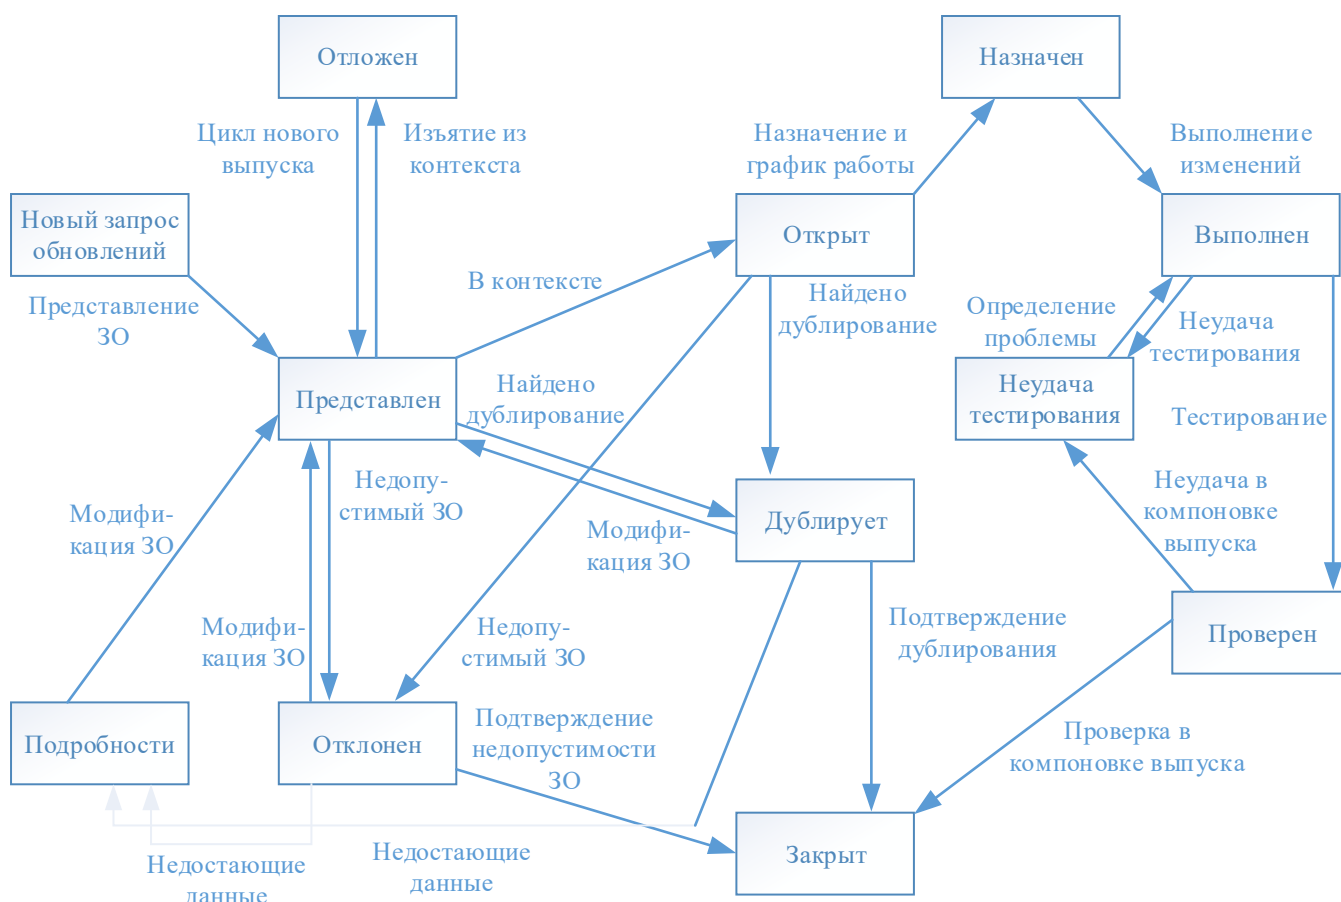 Отложен
Назначен
Цикл нового
выпуска
Изъятие из
контекста
Назначение и
график работы
Выполнение
изменений
Новый запрос
обновлений
Открыт
Выполнен
Представление
ЗО
В контексте
Найдено
дублирование
Определение
проблемы
Неудача
тестирования
Представлен
Найдено
дублирование
Неудача
тестирования
Тестирование
Модифи-
кация ЗО
Недопу-
стимый ЗО
Дублирует
Модифи-
кация ЗО
Неудача в
компоновке
выпуска
Модифи-
кация ЗО
Недопу-
стимый ЗО
Подтверждение
дублирования
Проверен
Подробности
Отклонен
Подтверждение
недопустимости
ЗО
Проверка в
компоновке выпуска
Закрыт
Недостающие
данные
Недостающие
данные